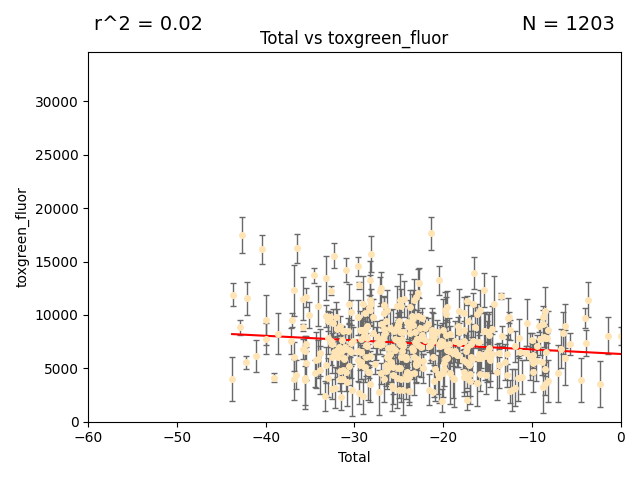 r^2 = 0.02
N = 1203
Total vs toxgreen_fluor
30000
25000
20000
15000
10000
5000
0
toxgreen_fluor
−60
−50
−40
−30
−20
−10
0
Total